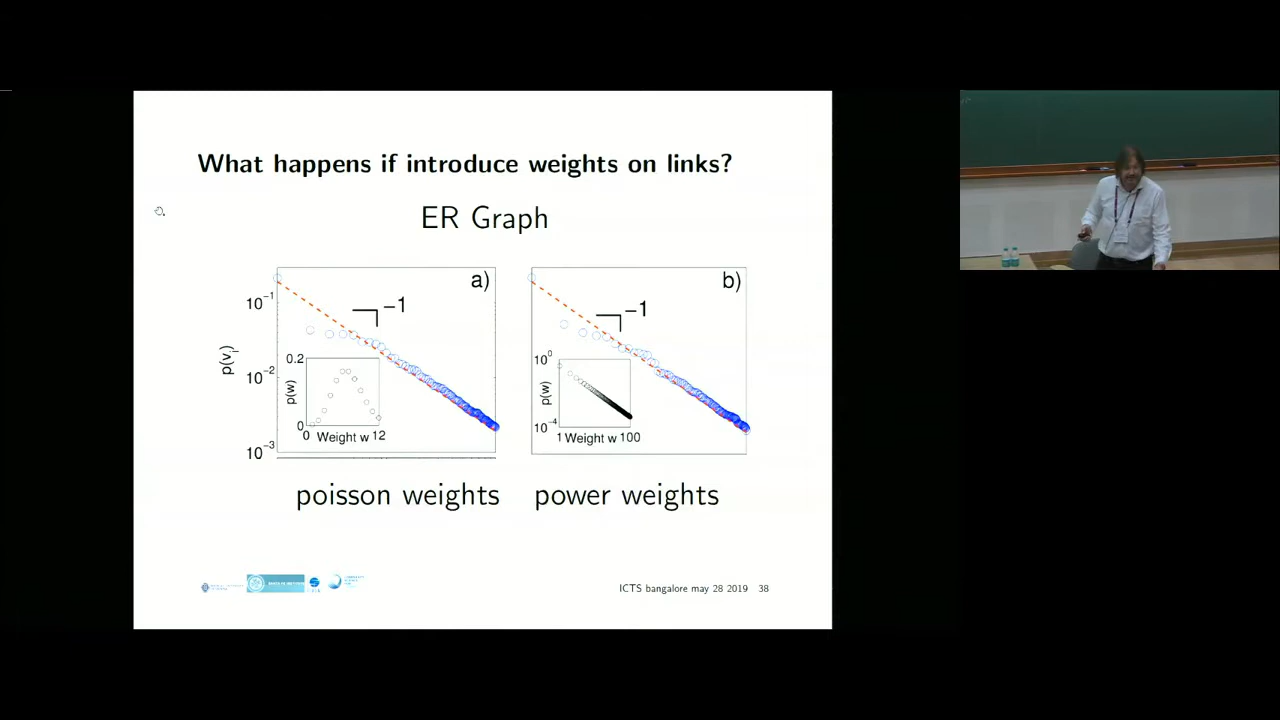 What happens if introduce weights on links?
ER Graph
a)
−1
10⁻¹
10⁻²
10⁻³
p(vᵢ)
0.2
0
p(w)
0 Weight w 12
b)
−1
10⁰
10⁻⁴
p(w)
1 Weight w 100
poisson weights power weights
ICTS bangalore may 28 2019 38